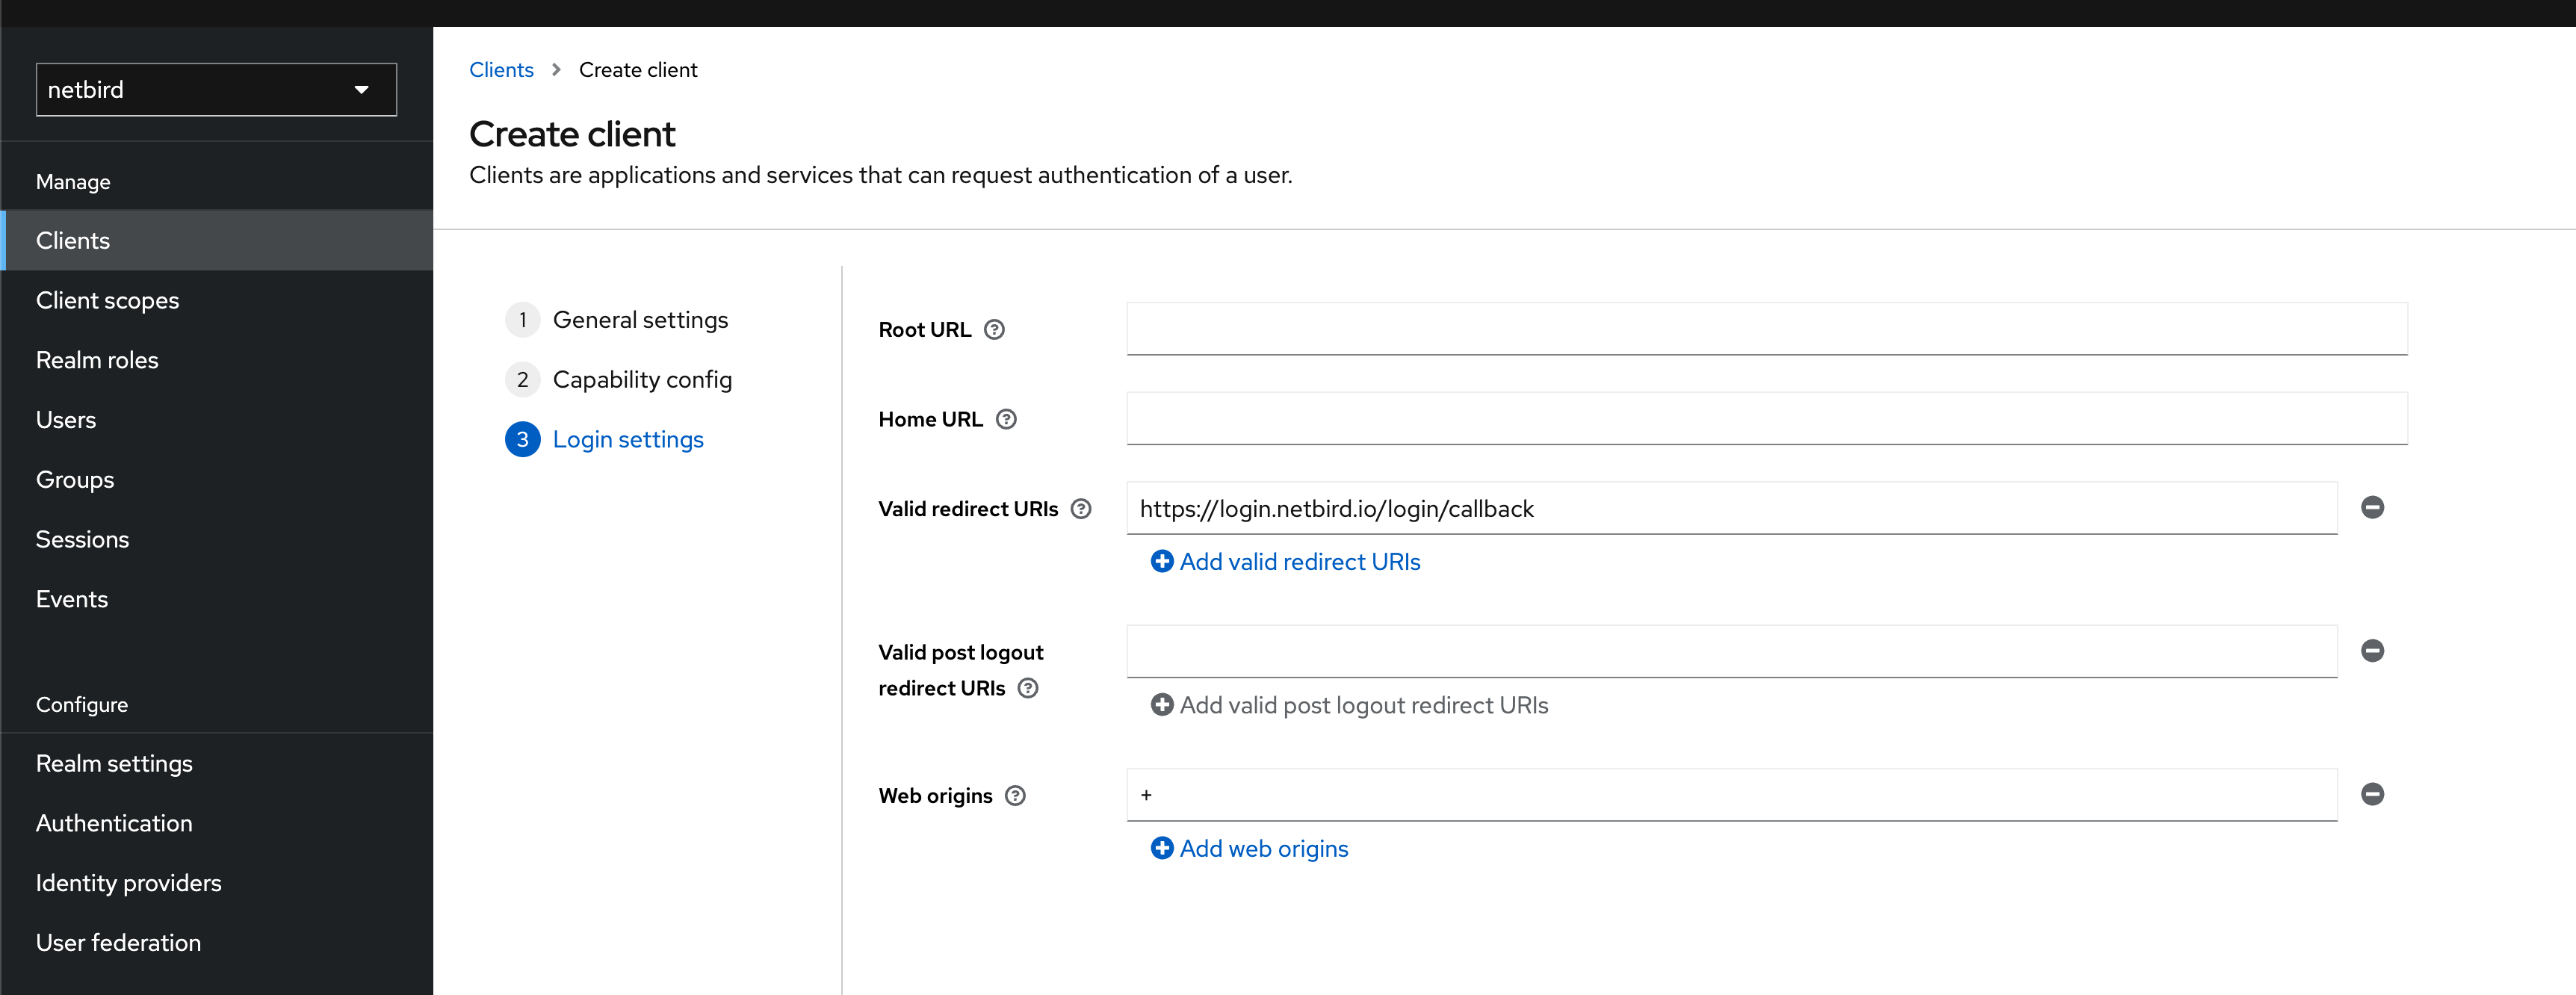 netbird
Manage
Clients
Client scopes
Realm roles
Users
Groups
Sessions
Events
Configure
Realm settings
Authentication
Identity providers
User federation
Clients > Create client
Create client
Clients are applications and services that can request authentication of a user.
1 General settings
2 Capability config
3 Login settings
Root URL ?
Home URL ?
Valid redirect URIs ? https://login.netbird.io/login/callback
Add valid redirect URIs
Valid post logout
redirect URIs ?
Add valid post logout redirect URIs
Web origins ? +
Add web origins